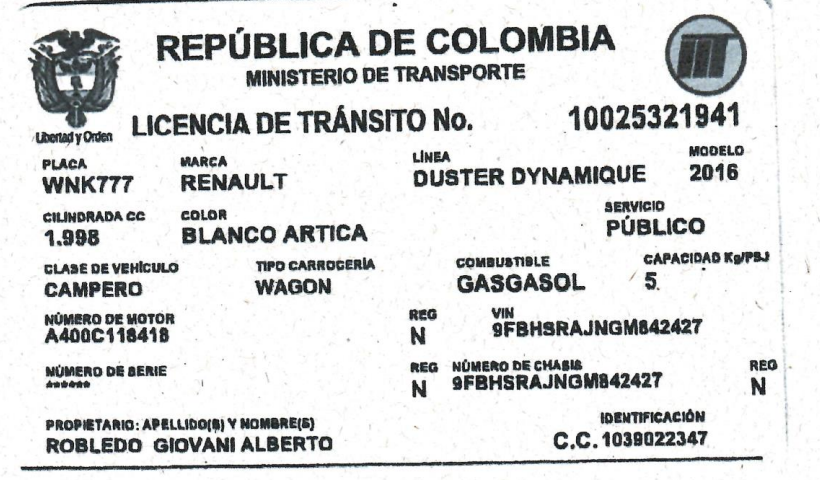 REPÚBLICA DE COLOMBIA
MINISTERIO DE TRANSPORTE
Libertad y Orden
LICENCIA DE TRÁNSITO No. 10025321941
PLACA MARCA LÍNEA MODELO
WNK777 RENAULT DUSTER DYNAMIQUE 2016
CILINDRADA CC COLOR SERVICIO
1.998 BLANCO ARTICA PÚBLICO
CLASE DE VEHÍCULO TIPO CARROCERÍA COMBUSTIBLE CAPACIDAD Kg/PSJ
CAMPERO WAGON GASGASOL 5
NÚMERO DE MOTOR REG VIN
A400C118418 N 9FBHSRAJNGM842427
NÚMERO DE SERIE REG NÚMERO DE CHASIS REG
****** N 9FBHSRAJNGM842427 N
PROPIETARIO: APELLIDO(S) Y NOMBRE(S) IDENTIFICACIÓN
ROBLEDO GIOVANI ALBERTO C.C. 1039022347